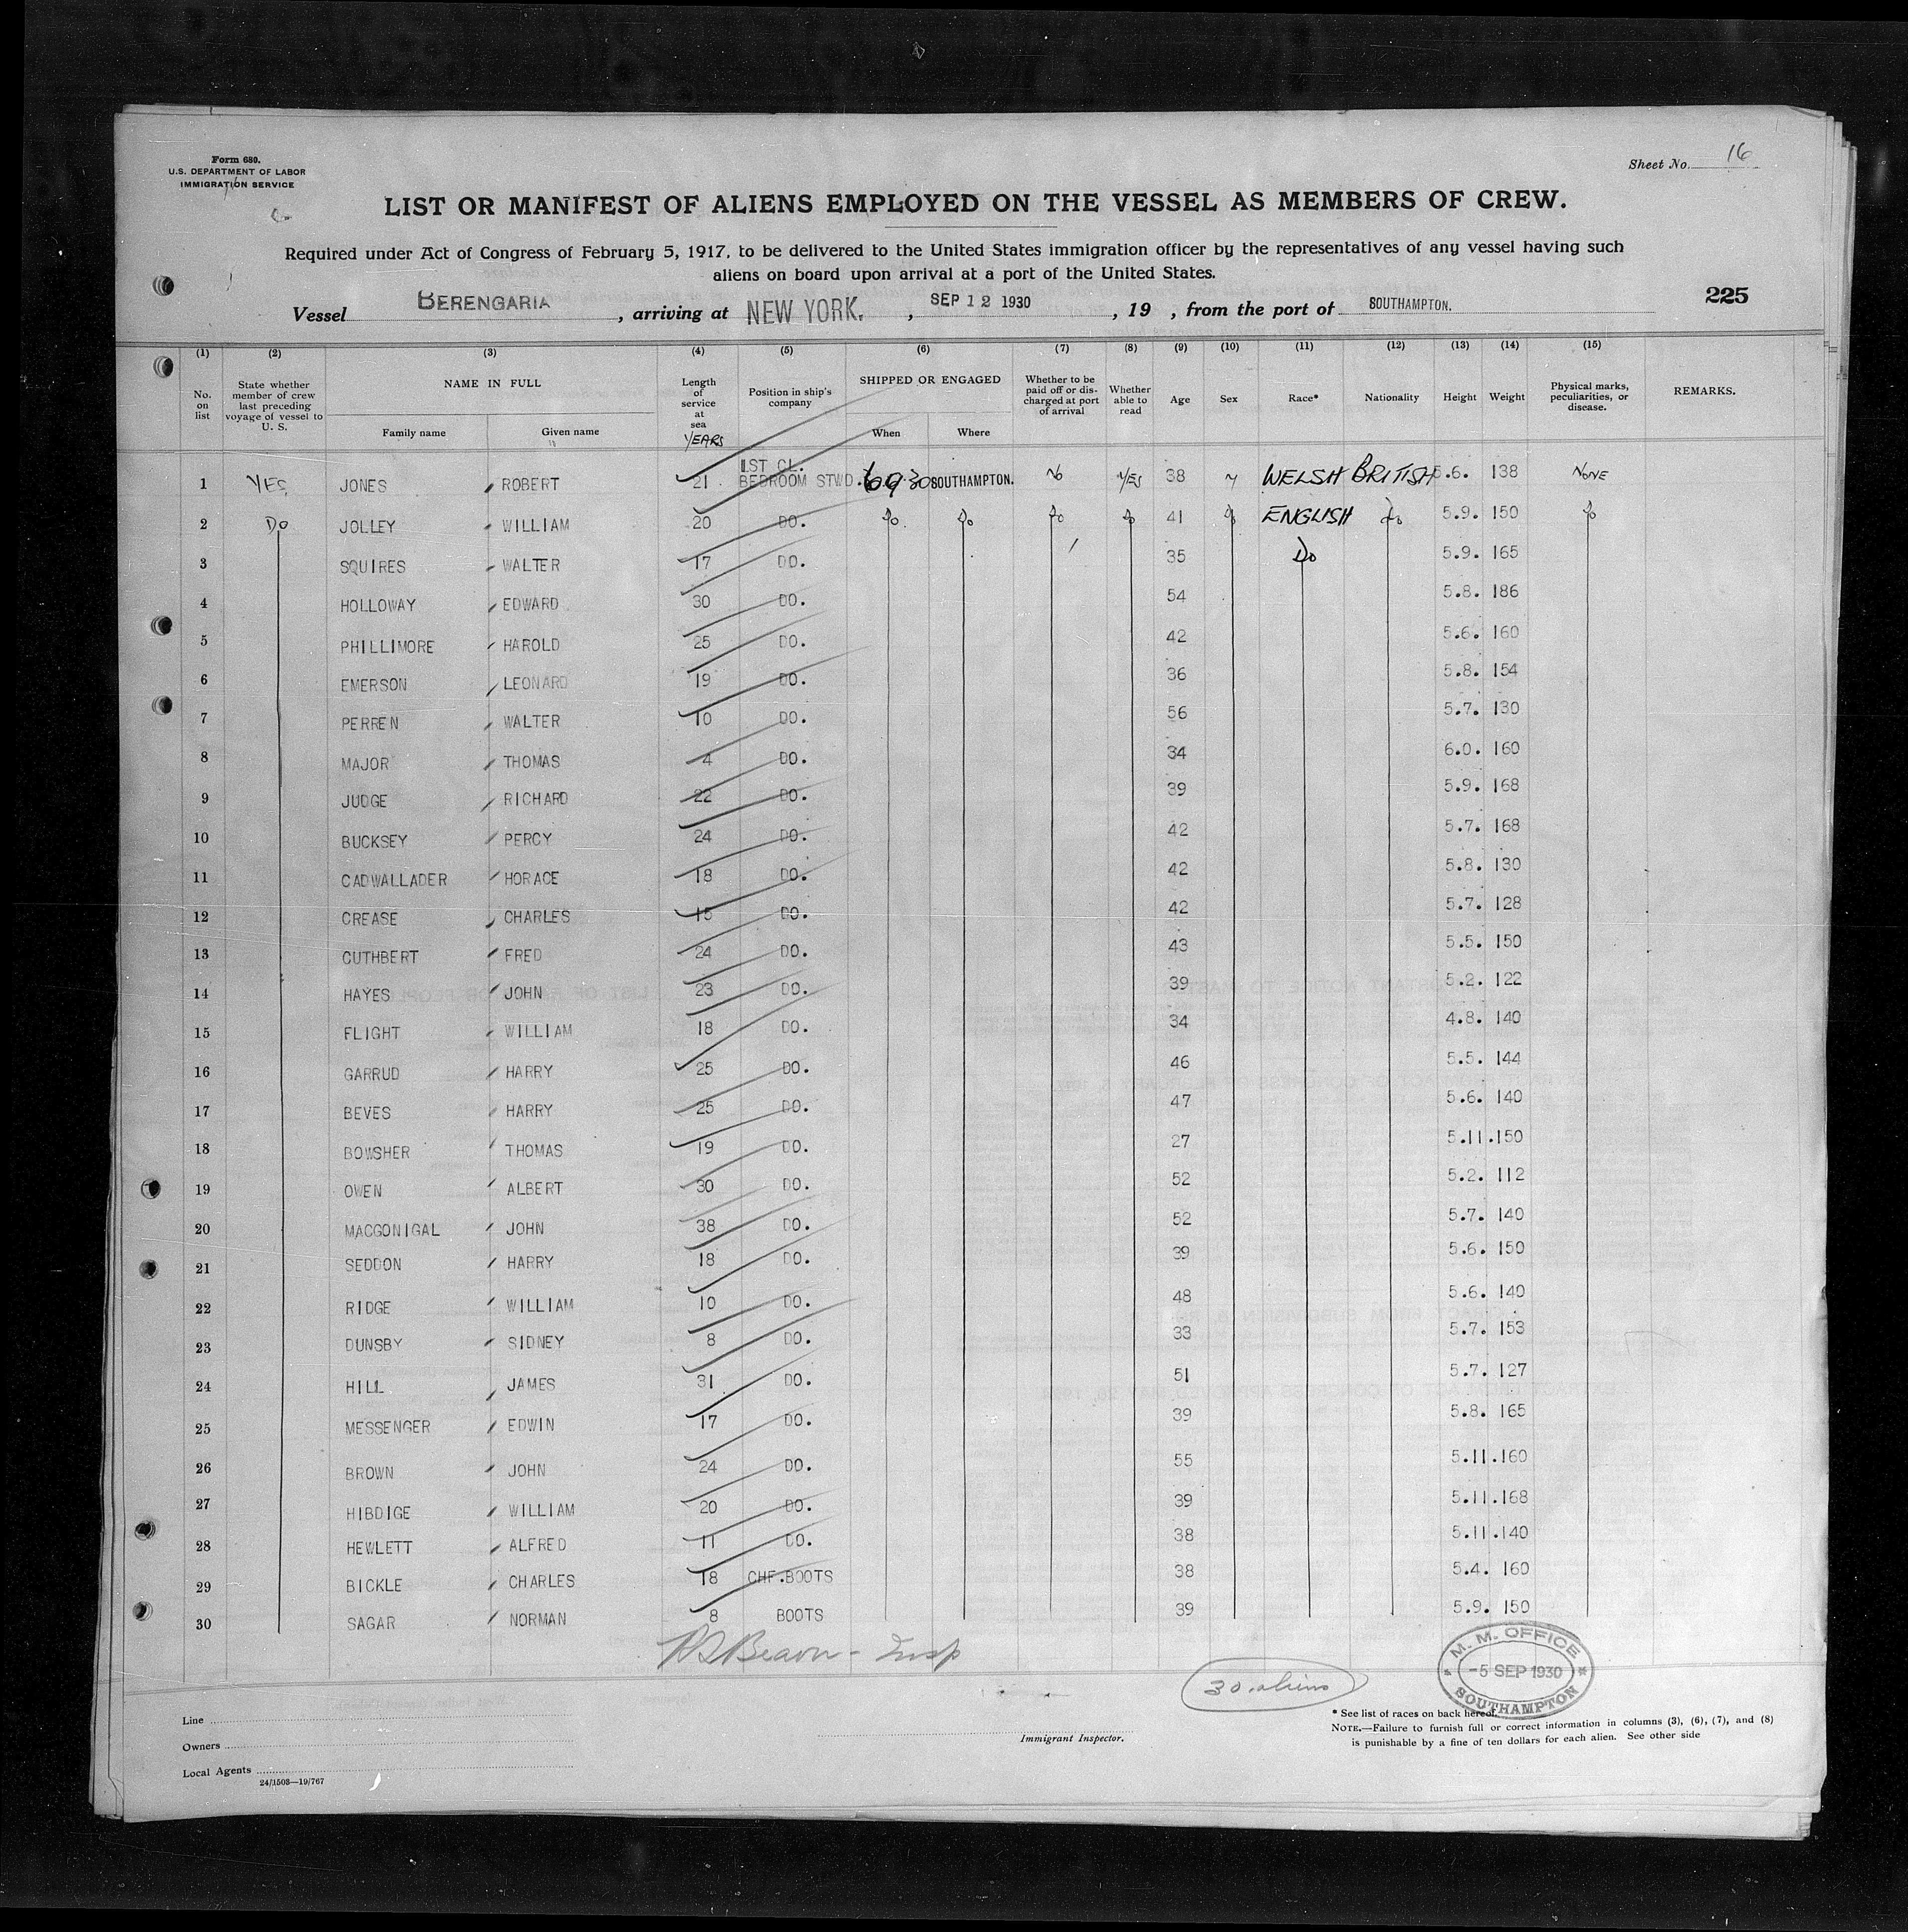 Form 680.
U.S. DEPARTMENT OF LABOR
IMMIGRATION SERVICE
Sheet No. 16
LIST OR MANIFEST OF ALIENS EMPLOYED ON THE VESSEL AS MEMBERS OF CREW.
Required under Act of Congress of February 5, 1917, to be delivered to the United States immigration officer by the representatives of any vessel having such
aliens on board upon arrival at a port of the United States.
225
Vessel BERENGARIA, arriving at NEW YORK., SEP 12 1930, 19 , from the port of SOUTHAMPTON.
(1) (2) (3) (4) (5) (6) (7) (8) (9) (10) (11) (12) (13) (14) (15)
No. on list State whether member of crew last preceding voyage of vessel to U. S. NAME IN FULL Family name Given name Length of service at sea YEARS Position in ship's company SHIPPED OR ENGAGED When Where Whether to be paid off or discharged at port of arrival Whether able to read Age Sex Race* Nationality Height Weight Physical marks, peculiarities, or disease. REMARKS.
1 YES JONES ROBERT 21 1ST CL. BEDROOM STWD. 6 9 30 SOUTHAMPTON. No YES 38 WELSH BRITISH 5.6. 138 NONE
2 Do JOLLEY WILLIAM 20 DO. Do Do Do Do 41 Do ENGLISH Do 5.9. 150 Do
3 SQUIRES WALTER 17 DO. 35 Do 5.9. 165
4 HOLLOWAY EDWARD 30 DO. 54 5.8. 186
5 PHILLIMORE HAROLD 25 DO. 42 5.6. 160
6 EMERSON LEONARD 19 DO. 36 5.8. 154
7 PERREN WALTER 10 DO. 56 5.7. 130
8 MAJOR THOMAS 4 DO. 34 6.0. 160
9 JUDGE RICHARD 22 DO. 39 5.9. 168
10 BUCKSEY PERCY 24 DO. 42 5.7. 168
11 CADWALLADER HORACE 18 DO. 42 5.8. 130
12 CREASE CHARLES 15 DO. 42 5.7. 128
13 CUTHBERT FRED 24 DO. 43 5.5. 150
14 HAYES JOHN 23 DO. 39 5.2. 122
15 FLIGHT WILLIAM 18 DO. 34 4.8. 140
16 GARRUD HARRY 25 DO. 46 5.5. 144
17 BEVES HARRY 25 DO. 47 5.6. 140
18 BOWSHER THOMAS 19 DO. 27 5.11. 150
19 OWEN ALBERT 30 DO. 52 5.2. 112
20 MACGONIGAL JOHN 38 DO. 52 5.7. 140
21 SEDDON HARRY 18 DO. 39 5.6. 150
22 RIDGE WILLIAM 10 DO. 48 5.6. 140
23 DUNSBY SIDNEY 8 DO. 33 5.7. 153
24 HILL JAMES 31 DO. 51 5.7. 127
25 MESSENGER EDWIN 17 DO. 39 5.8. 165
26 BROWN JOHN 24 DO. 55 5.11. 160
27 HIBDIGE WILLIAM 20 DO. 39 5.11. 168
28 HEWLETT ALFRED 11 DO. 38 5.11. 140
29 BICKLE CHARLES 18 CHF.BOOTS 38 5.4. 160
30 SAGAR NORMAN 8 BOOTS 39 5.9. 150
Insp
30 aliens
M. M. OFFICE
-5 SEP 1930
SOUTHAMPTON
Line
Owners
Local Agents
24/1508—19/767
Immigrant Inspector.
* See list of races on back hereof.
NOTE.—Failure to furnish full or correct information in columns (3), (6), (7), and (8)
is punishable by a fine of ten dollars for each alien. See other side